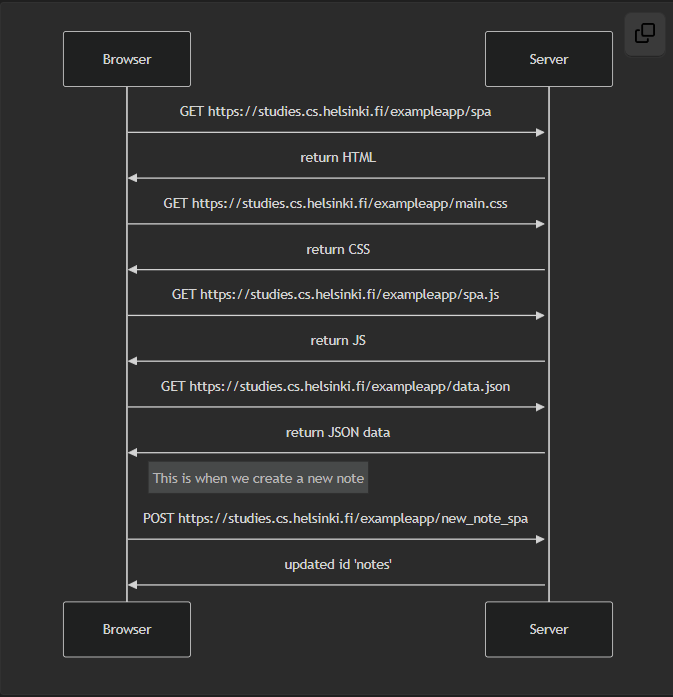 Browser
Server
GET https://studies.cs.helsinki.fi/exampleapp/spa
return HTML
GET https://studies.cs.helsinki.fi/exampleapp/main.css
return CSS
GET https://studies.cs.helsinki.fi/exampleapp/spa.js
return JS
GET https://studies.cs.helsinki.fi/exampleapp/data.json
return JSON data
This is when we create a new note
POST https://studies.cs.helsinki.fi/exampleapp/new_note_spa
updated id 'notes'
Browser
Server